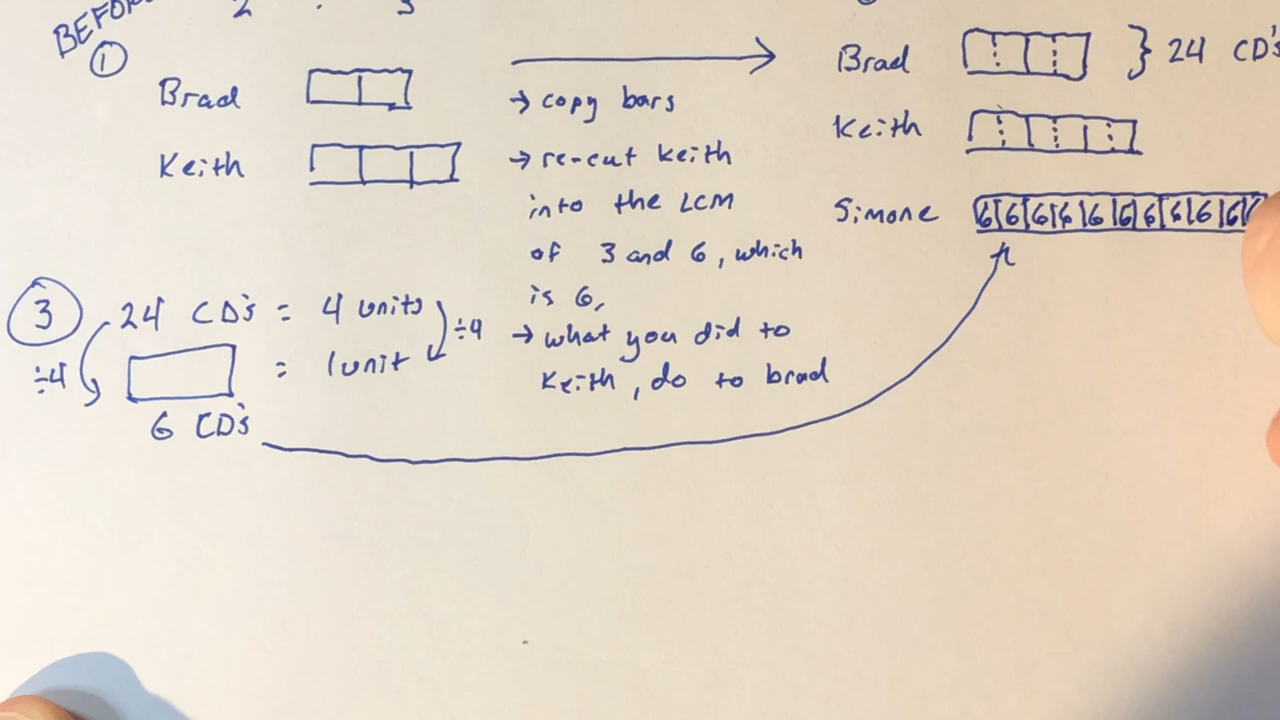 BEFOR
2 : 3
①
Brad
Keith
→ copy bars
→ re-cut Keith
into the LCM
of 3 and 6, which
is 6,
→ what you did to
Keith, do to brad
Brad } 24 CD's
Keith
Simone 6 6 6 6 6 6 6 6 6 6
③ 24 CD's = 4 units
÷4 = 1 unit ÷4
6 CD's